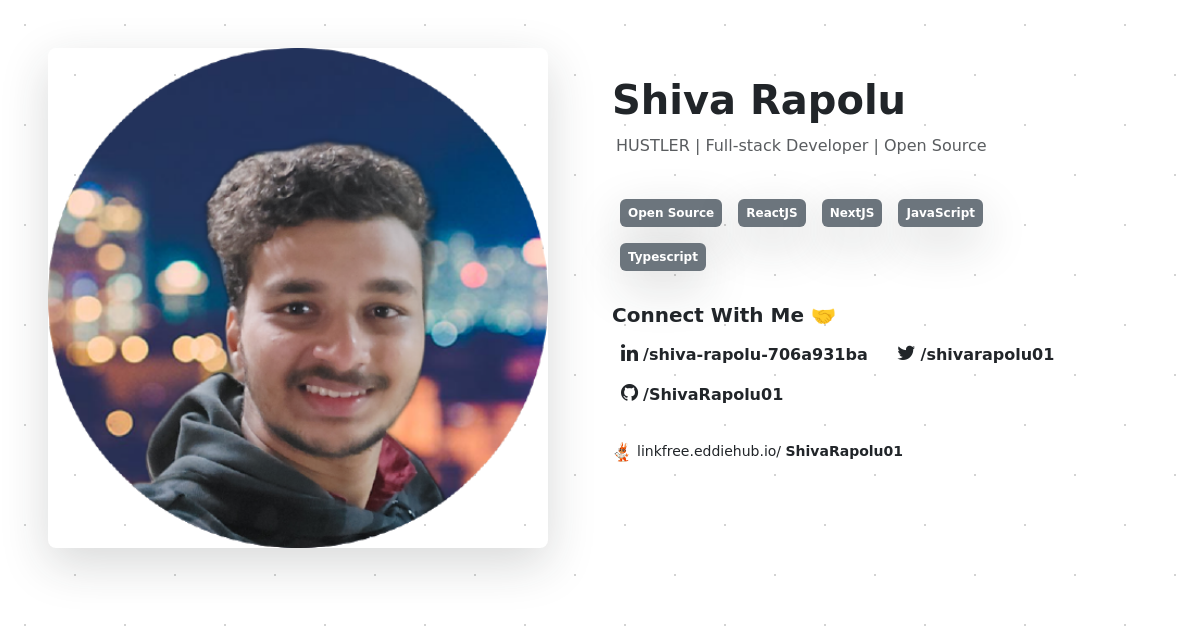 Shiva Rapolu
HUSTLER | Full-stack Developer | Open Source
Open Source ReactJS NextJS JavaScript
Typescript
Connect With Me 🤝
/shiva-rapolu-706a931ba /shivarapolu01
/ShivaRapolu01
linkfree.eddiehub.io/ ShivaRapolu01